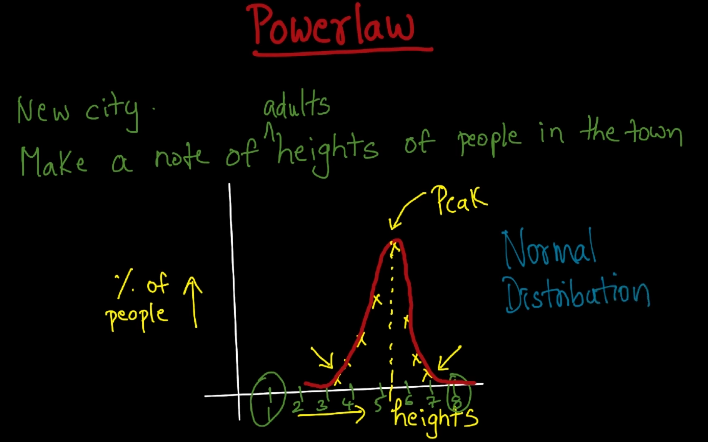 Powerlaw
New city.
adults
Make a note of ^ heights of people in the town
Peak
Normal
Distribution
% of
people
1 2 3 4 5 6 7 8
heights